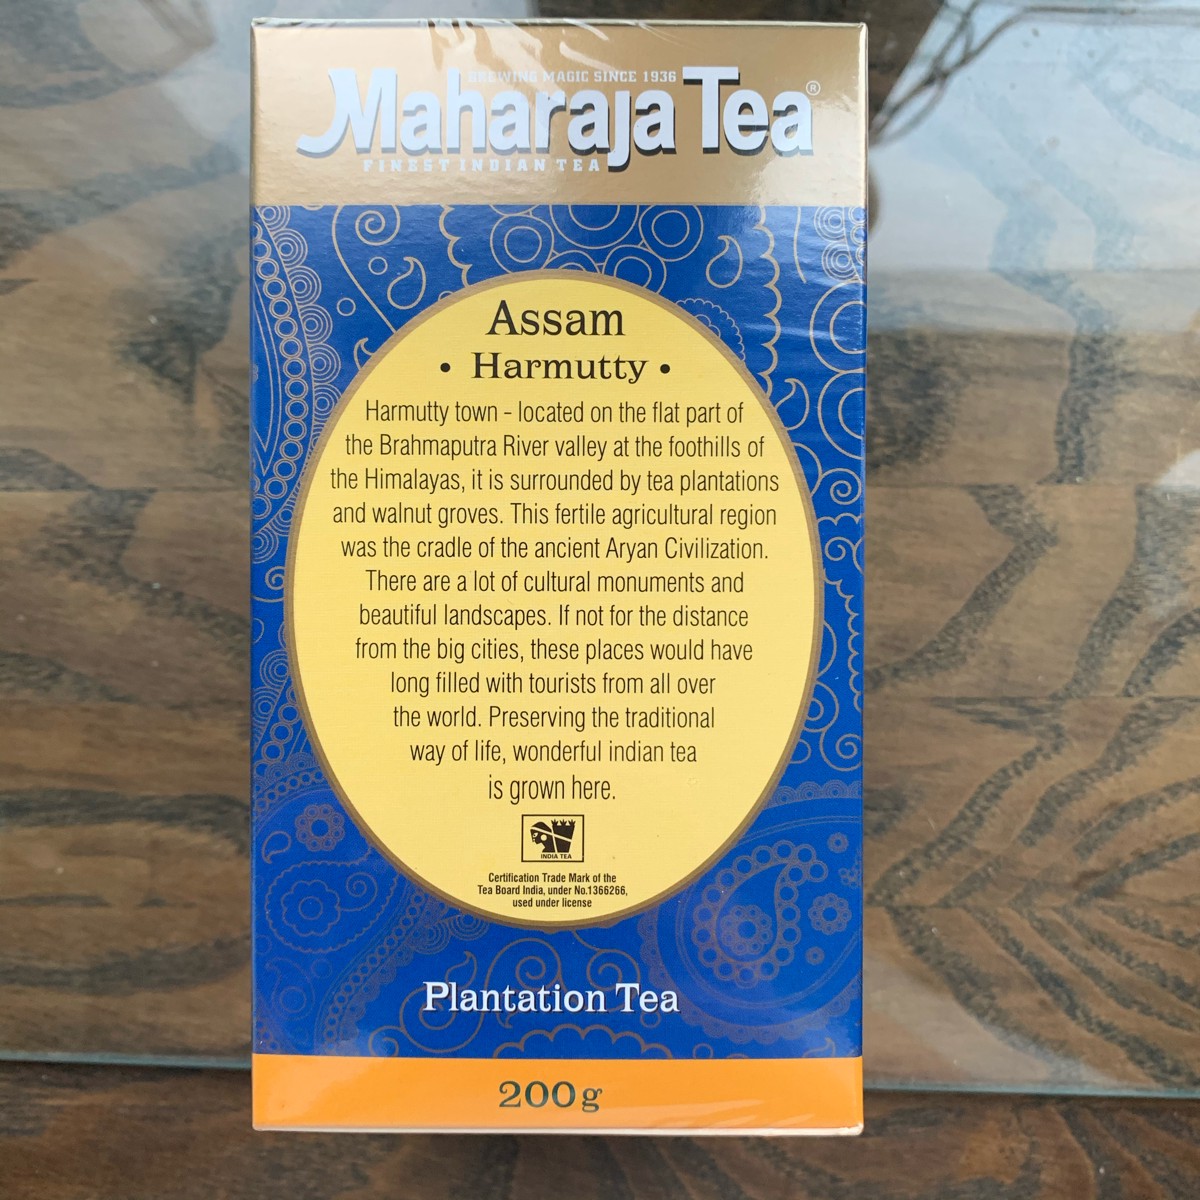 BREWING MAGIC SINCE 1936
Maharaja Tea®
FINEST INDIAN TEA
Assam
• Harmutty •
Harmutty town - located on the flat part of
the Brahmaputra River valley at the foothills of
the Himalayas, it is surrounded by tea plantations
and walnut groves. This fertile agricultural region
was the cradle of the ancient Aryan Civilization.
There are a lot of cultural monuments and
beautiful landscapes. If not for the distance
from the big cities, these places would have
long filled with tourists from all over
the world. Preserving the traditional
way of life, wonderful indian tea
is grown here.
INDIA TEA
Certification Trade Mark of the
Tea Board India, under No.1366266,
used under license
Plantation Tea
200g